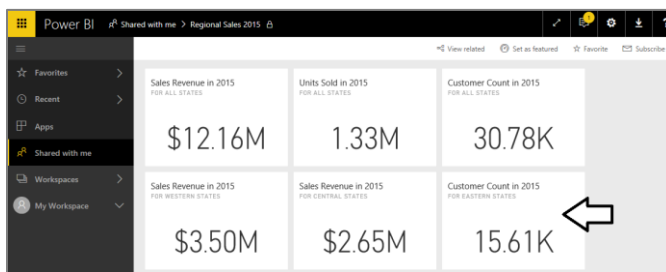 Power BI Shared with me > Regional Sales 2015
1
?
View related Set as featured Favorite Subscribe
Favorites
Recent
Apps
Shared with me
Workspaces
My Workspace
Sales Revenue in 2015
FOR ALL STATES
$12.16M
Units Sold in 2015
FOR ALL STATES
1.33M
Customer Count in 2015
FOR ALL STATES
30.78K
Sales Revenue in 2015
FOR WESTERN STATES
$3.50M
Sales Revenue in 2015
FOR CENTRAL STATES
$2.65M
Customer Count in 2015
FOR EASTERN STATES
15.61K